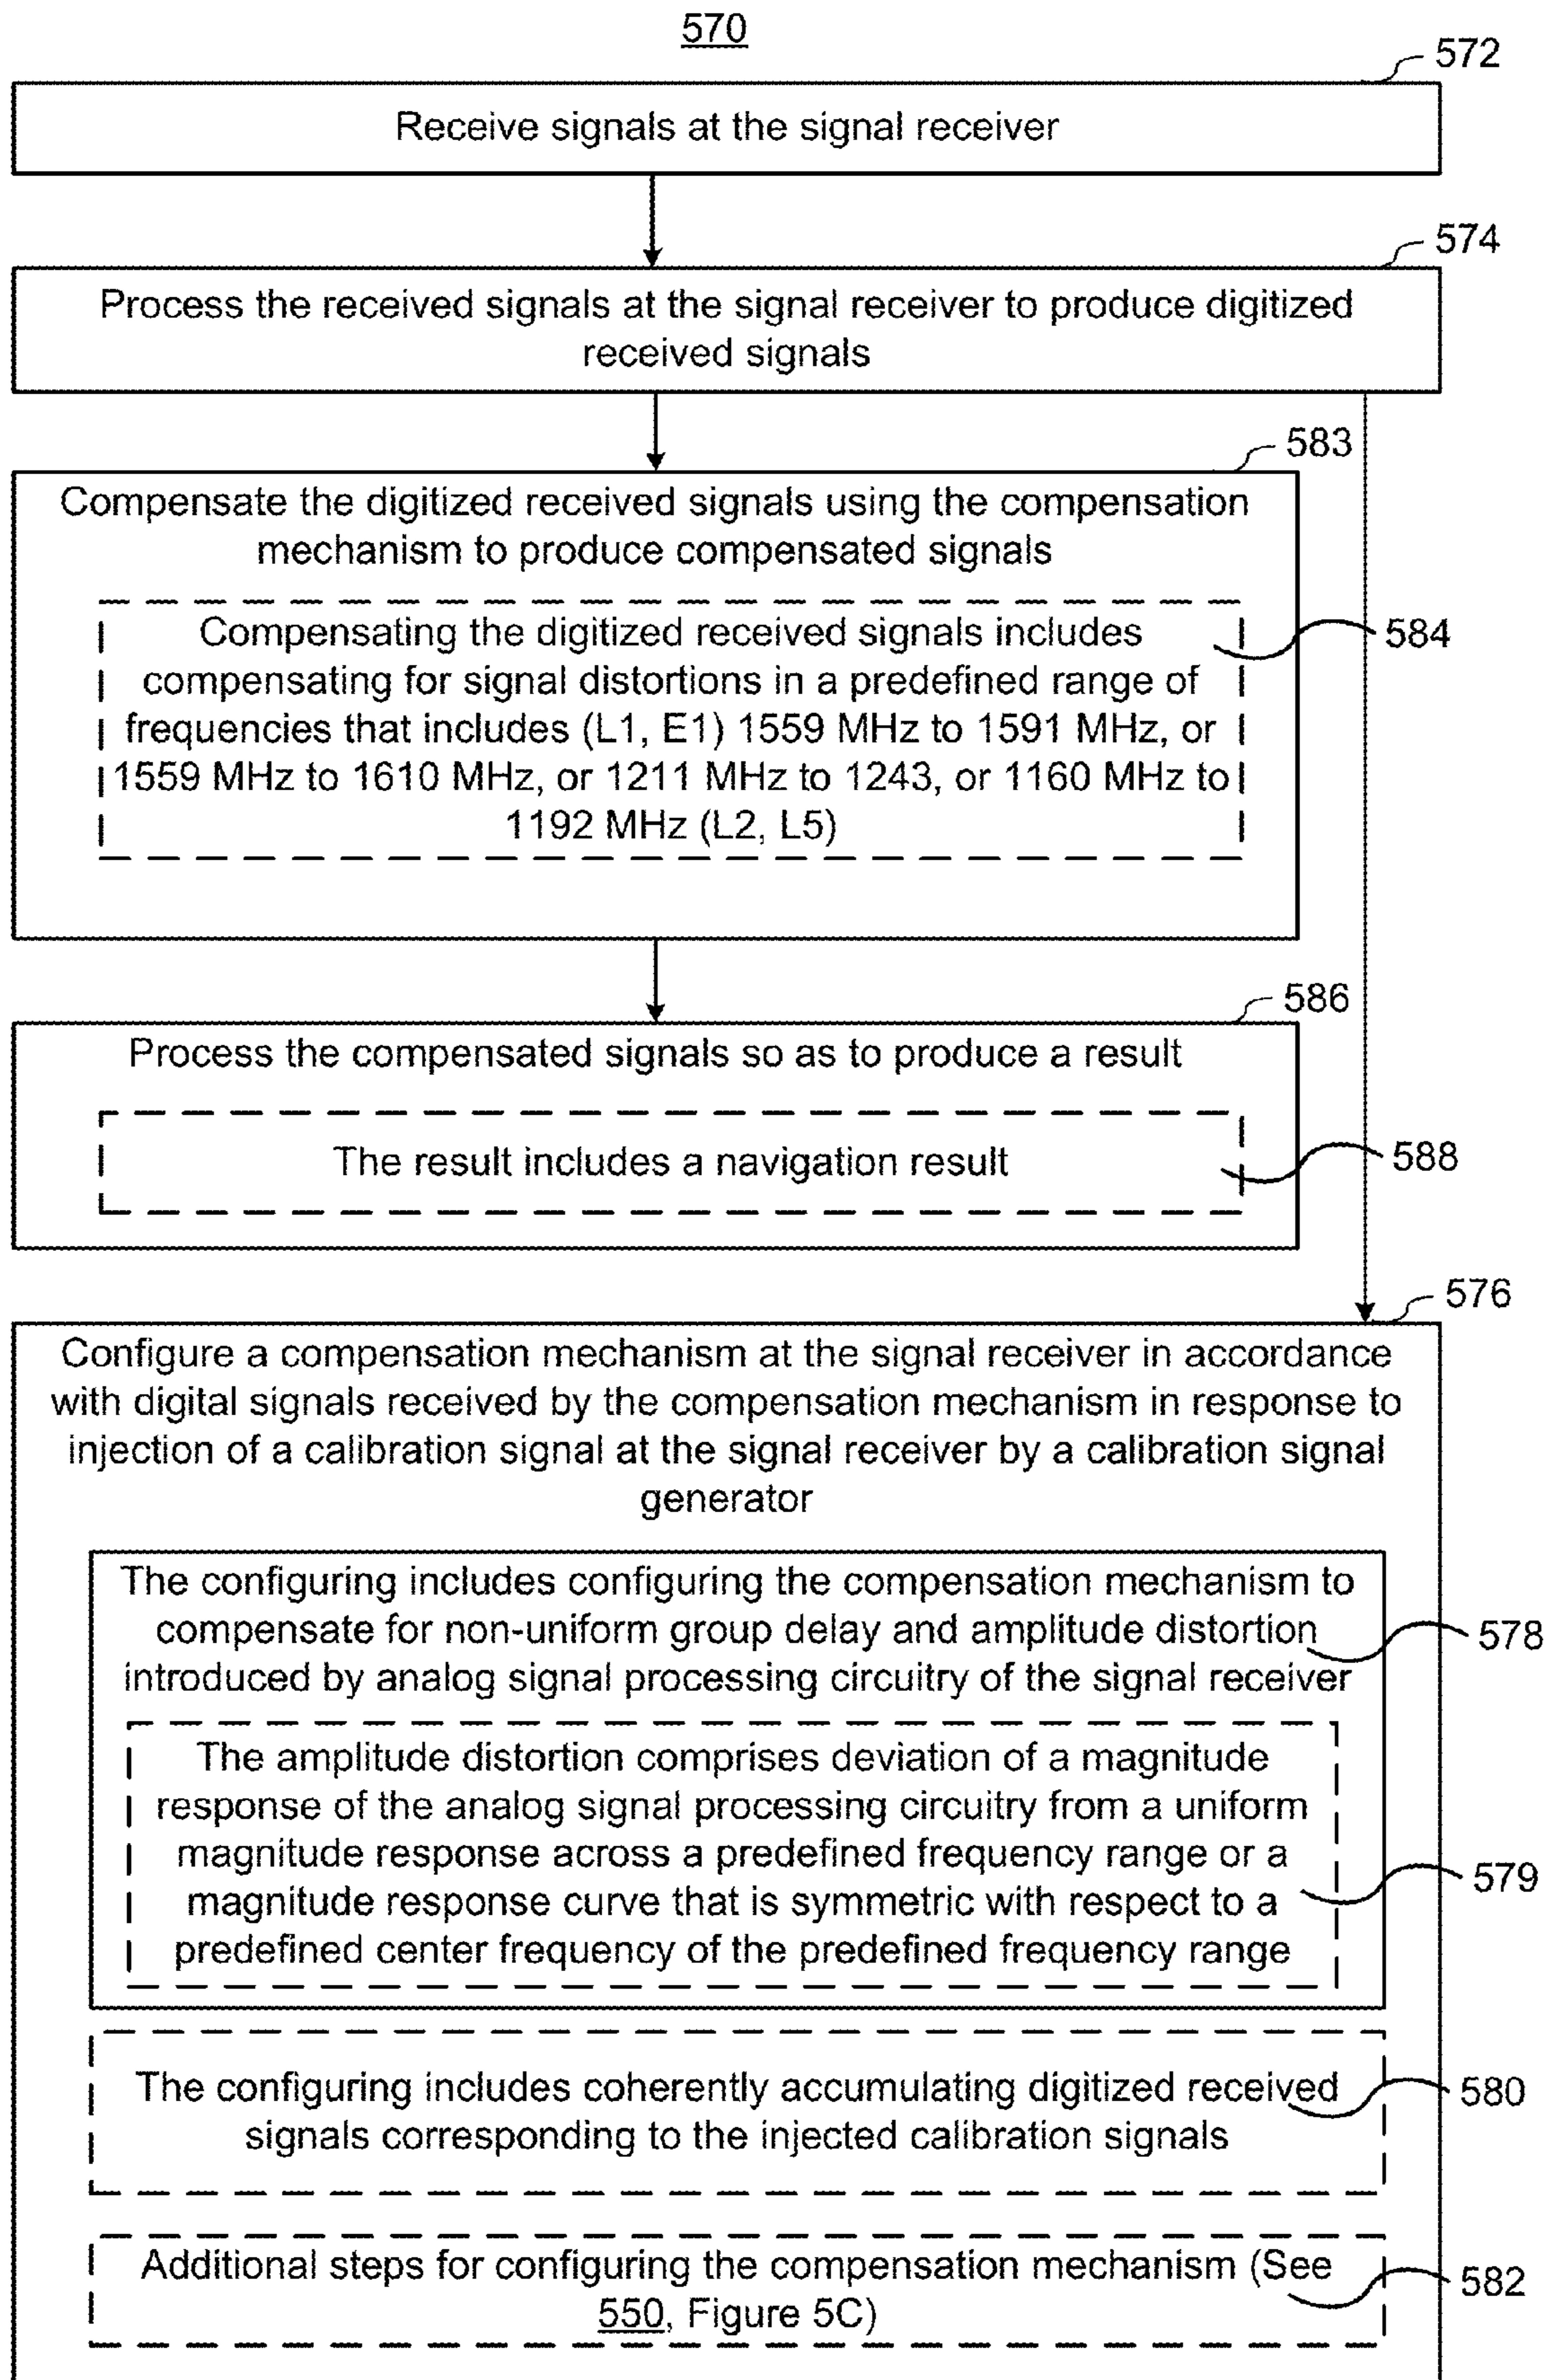 570
572
Receive signals at the signal receiver
574
Process the received signals at the signal receiver to produce digitized
received signals
583
Compensate the digitized received signals using the compensation
mechanism to produce compensated signals
584
Compensating the digitized received signals includes
compensating for signal distortions in a predefined range of
frequencies that includes (L1, E1) 1559 MHz to 1591 MHz, or
1559 MHz to 1610 MHz, or 1211 MHz to 1243, or 1160 MHz to
1192 MHz (L2, L5)
586
Process the compensated signals so as to produce a result
The result includes a navigation result
588
576
Configure a compensation mechanism at the signal receiver in accordance
with digital signals received by the compensation mechanism in response to
injection of a calibration signal at the signal receiver by a calibration signal
generator
The configuring includes configuring the compensation mechanism to
compensate for non-uniform group delay and amplitude distortion
introduced by analog signal processing circuitry of the signal receiver
578
The amplitude distortion comprises deviation of a magnitude
response of the analog signal processing circuitry from a uniform
magnitude response across a predefined frequency range or a
magnitude response curve that is symmetric with respect to a
predefined center frequency of the predefined frequency range
579
The configuring includes coherently accumulating digitized received
signals corresponding to the injected calibration signals
580
Additional steps for configuring the compensation mechanism (See
550, Figure 5C)
582